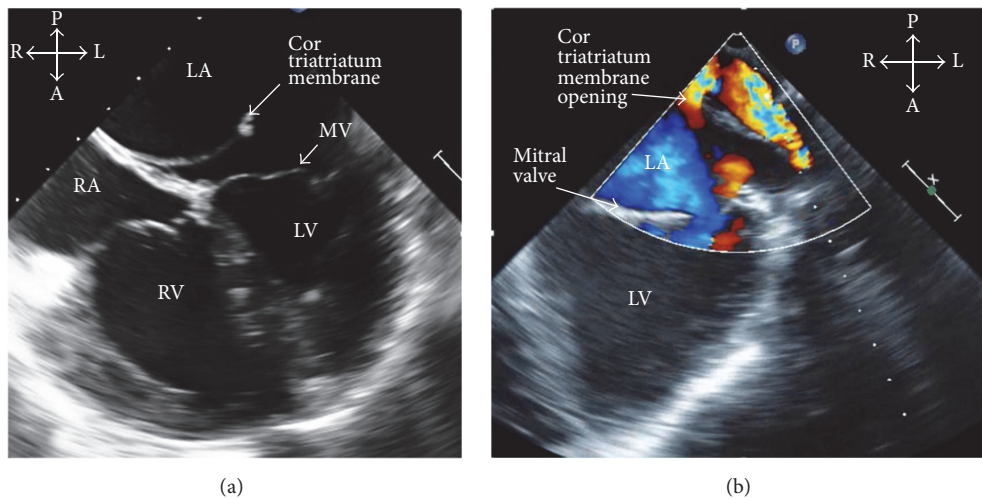 P
R
L
A
LA
Cor
triatriatum
membrane
MV
RA
LV
RV
(a)
P
R
L
A
P
Cor
triatriatum
membrane
opening
LA
Mitral
valve
LV
X
(b)